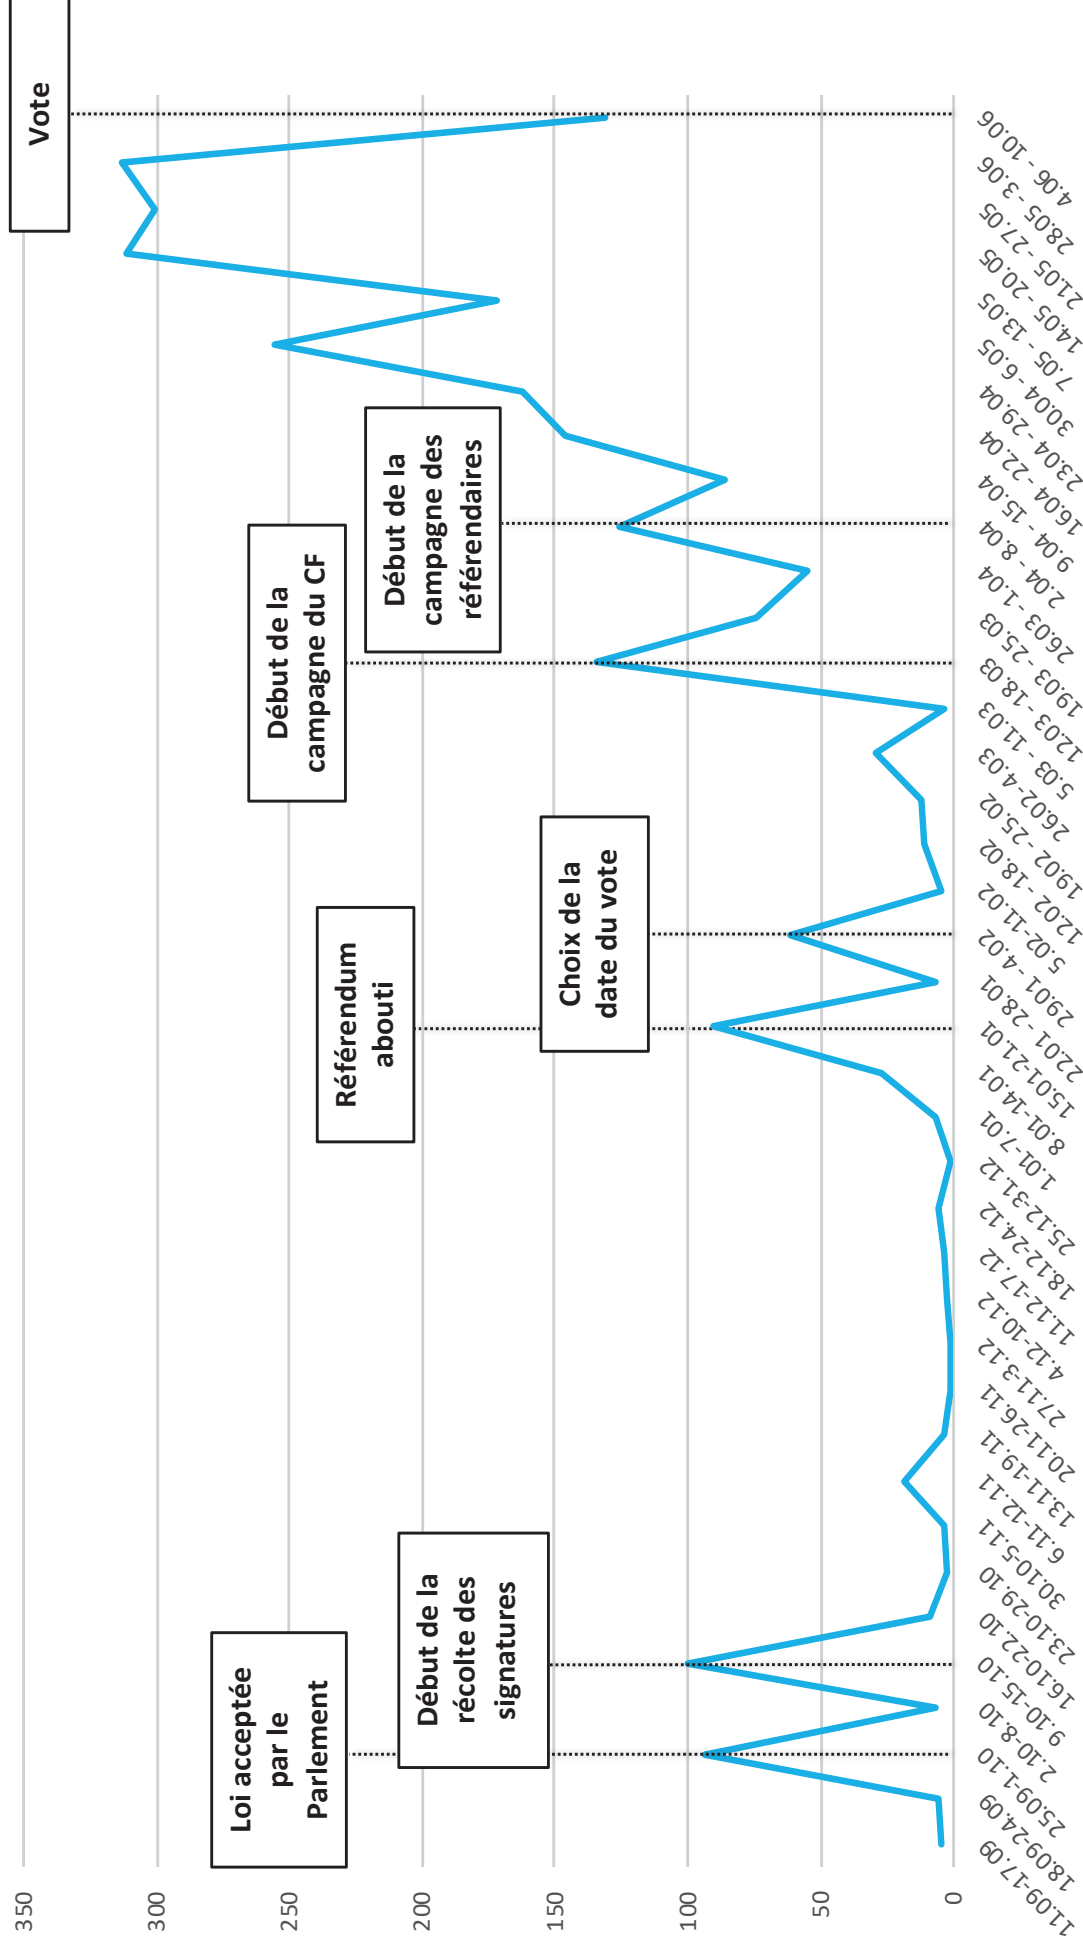 350
300
250
200
150
100
50
0
Loi acceptée
par le
Parlement
Début de la
récolte des
signatures
Référendum
abouti
Choix de la
date du vote
Début de la
campagne du CF
Début de la
campagne des
référendaires
Vote
11.09-17.09
18.09-24.09
25.09-1.10
2.10-8.10
9.10-15.10
16.10-22.10
23.10-29.10
30.10-5.11
6.11-12.11
13.11-19.11
20.11-26.11
27.11-3.12
4.12-10.12
11.12-17.12
18.12-24.12
25.12-31.12
1.01-7.01
8.01-14.01
15.01-21.01
22.01 - 28.01
29.01 - 4.02
5.02-11.02
12.02 - 18.02
19.02 - 25.02
26.02-4.03
5.03 - 11.03
12.03 - 18.03
19.03 - 25.03
26.03 - 1.04
2.04 - 8.04
9.04 - 15.04
16.04 - 22.04
23.04 - 29.04
30.04 - 6.05
7.05 - 13.05
14.05 - 20.05
21.05 - 27.05
28.05 - 3.06
4.06 - 10.06